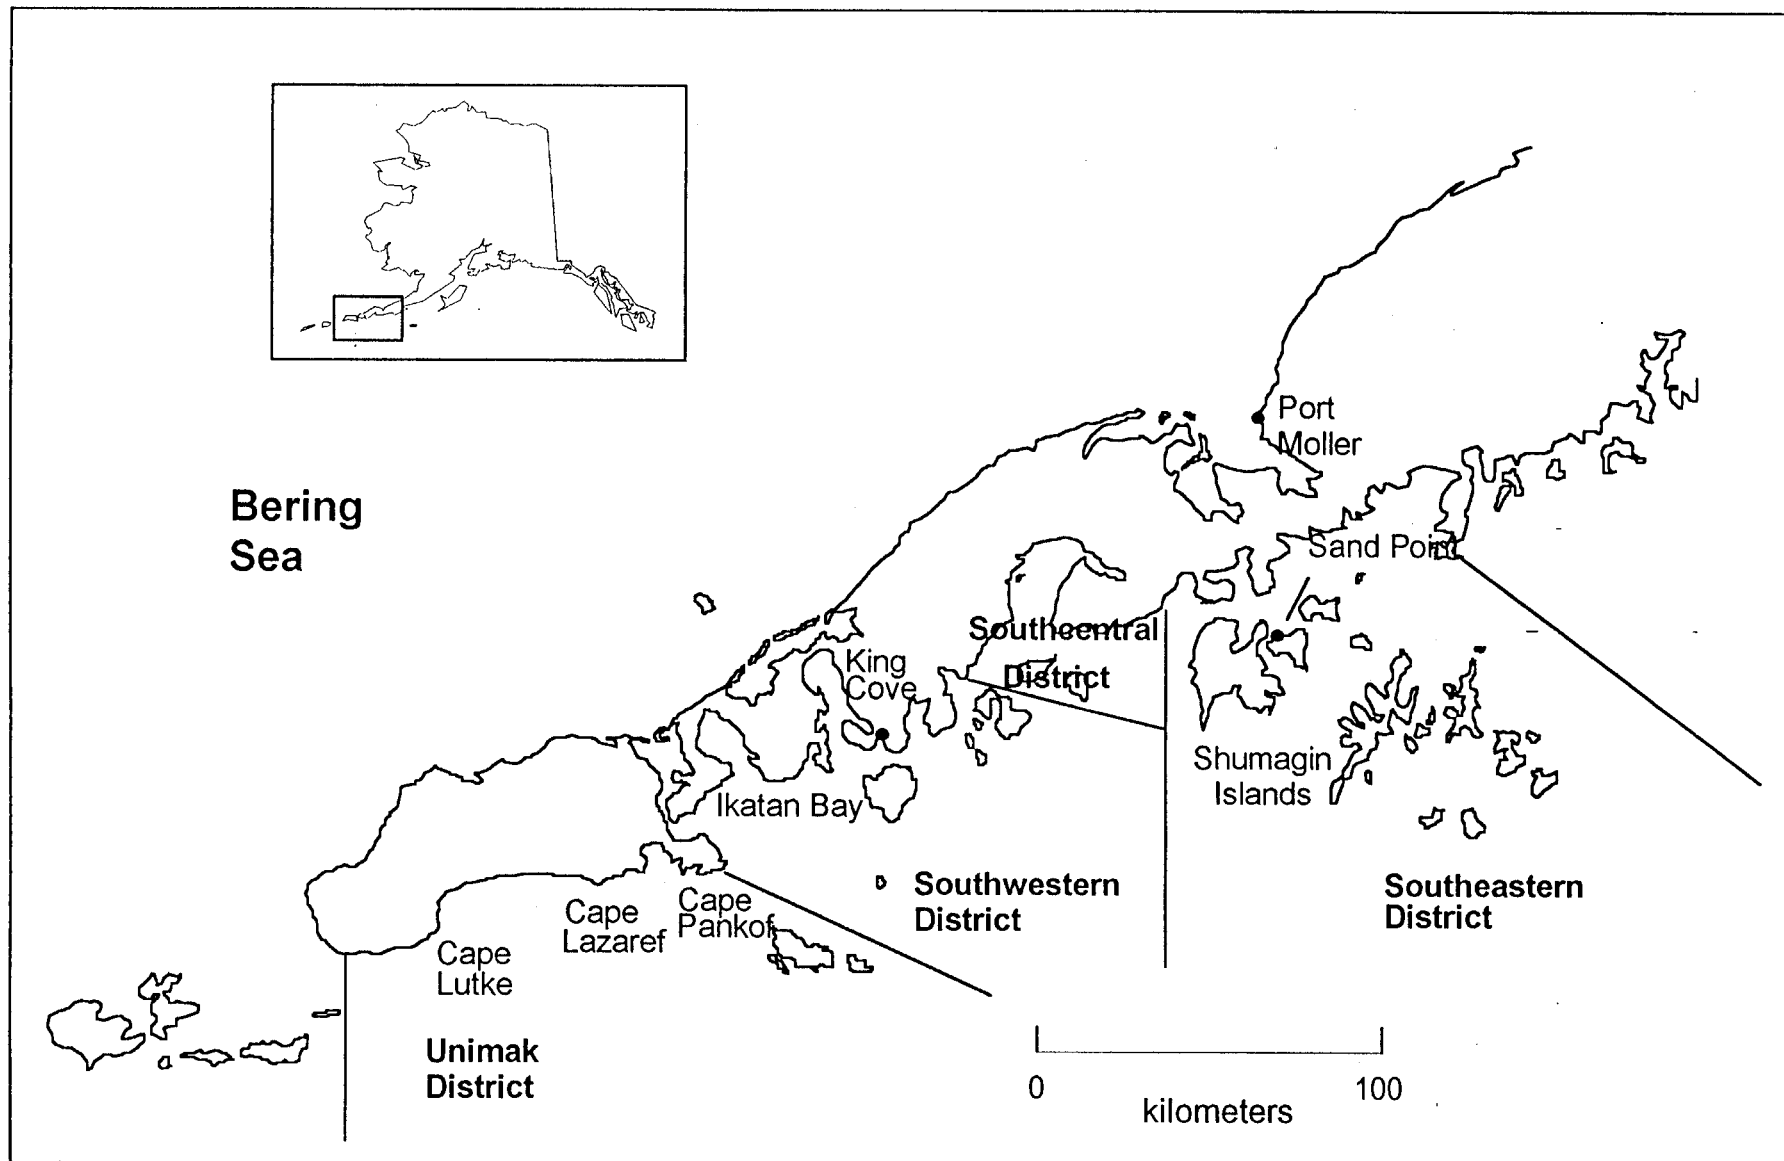 Port
Moller
Bering
Sea
Sand Point
Southcentral
District
King
Cove
Shumagin
Islands
Ikatan Bay
Southwestern
District
Southeastern
District
Cape
Pankof
Cape
Lazaref
Cape
Lutke
Unimak
District
0 100
kilometers